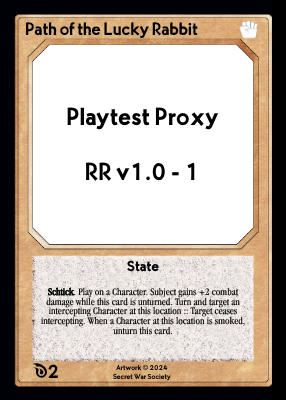 Path of the Lucky Rabbit
Playtest Proxy
RR v1.0 - 1
State
Schtick. Play on a Character. Subject gains +2 combat
damage while this card is unturned. Turn and target an
intercepting Character at this location :: Target ceases
intercepting. When a Character at this location is smoked,
unturn this card.
2
Artwork © 2024
Secret War Society